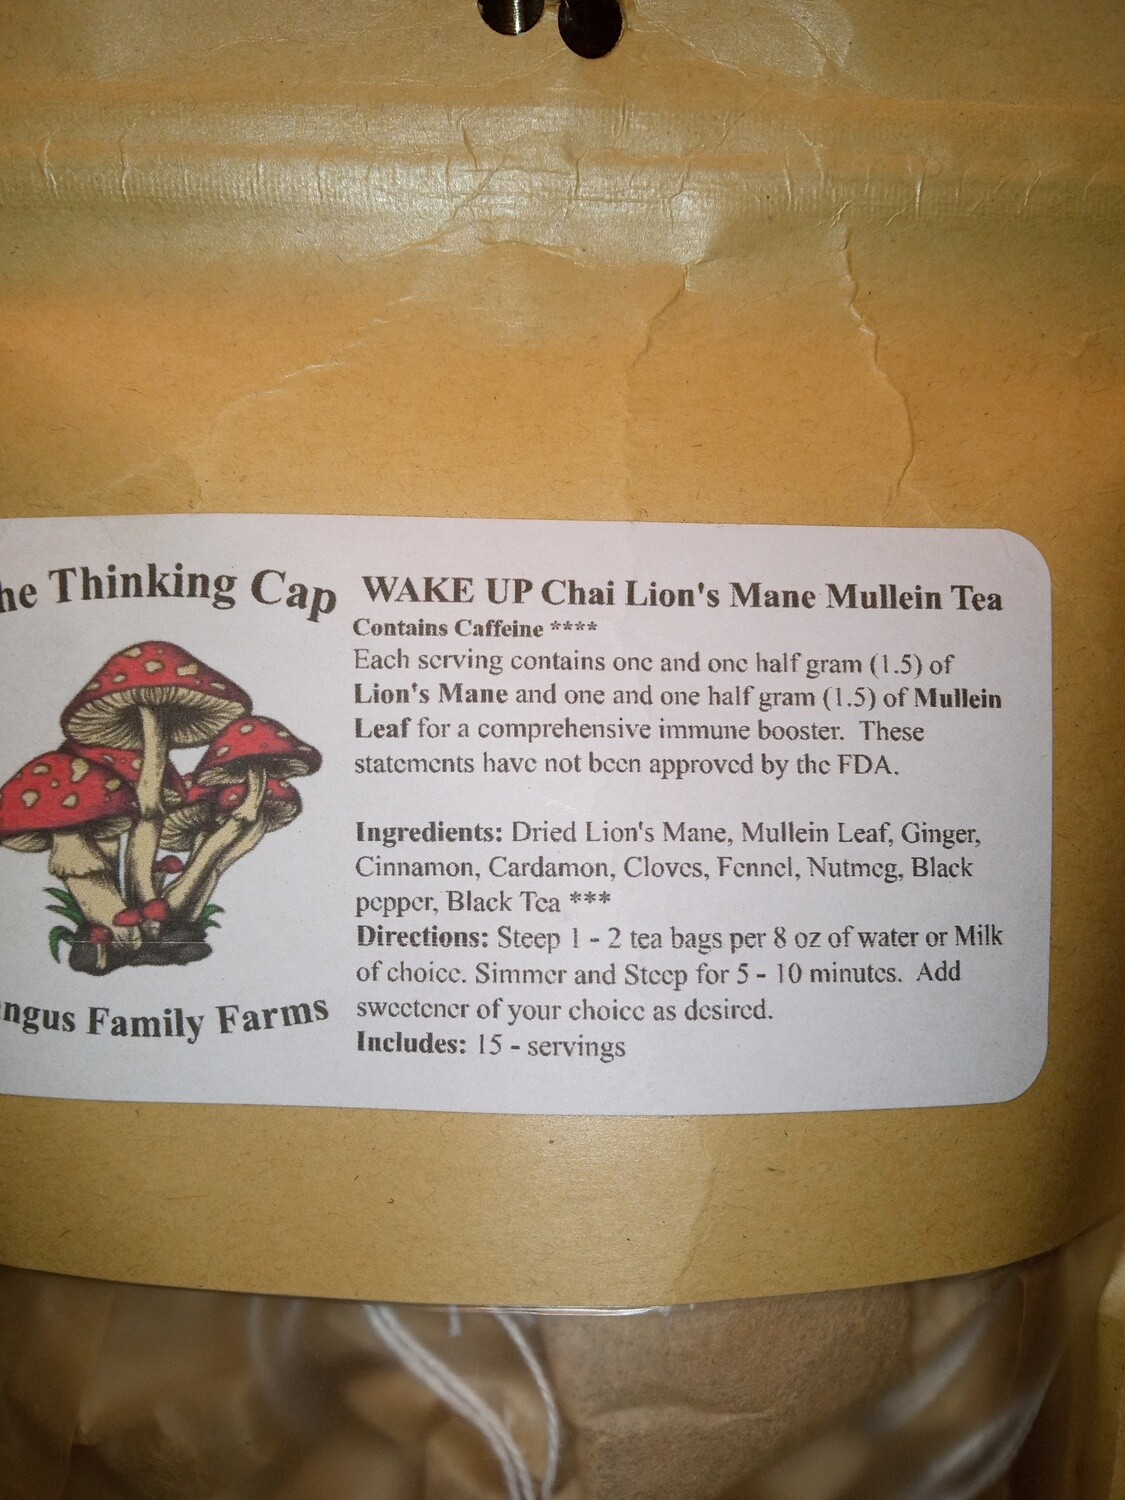 he Thinking Cap
ngus Family Farms
WAKE UP Chai Lion's Mane Mullein Tea
Contains Caffeine ****
Each serving contains one and one half gram (1.5) of
Lion's Mane and one and one half gram (1.5) of Mullein
Leaf for a comprehensive immune booster. These
statements have not been approved by the FDA.
Ingredients: Dried Lion's Mane, Mullein Leaf, Ginger,
Cinnamon, Cardamon, Cloves, Fennel, Nutmeg, Black
pepper, Black Tea ***
Directions: Steep 1 - 2 tea bags per 8 oz of water or Milk
of choice. Simmer and Steep for 5 - 10 minutes. Add
sweetener of your choice as desired.
Includes: 15 - servings